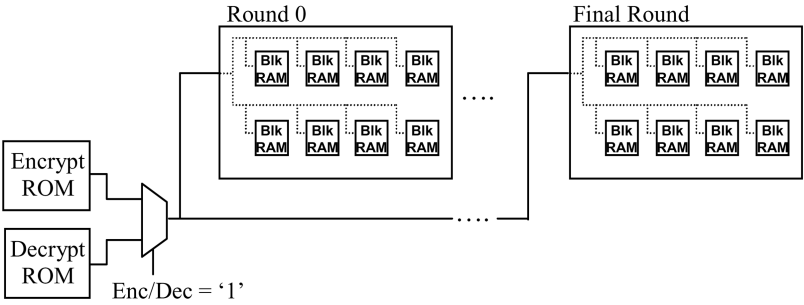 Round 0
Final Round
Blk Blk Blk Blk
RAM RAM RAM RAM
Blk Blk Blk Blk
RAM RAM RAM RAM
....
Blk Blk Blk Blk
RAM RAM RAM RAM
Blk Blk Blk Blk
RAM RAM RAM RAM
Encrypt
ROM
Decrypt
ROM
....
Enc/Dec = ‘1’